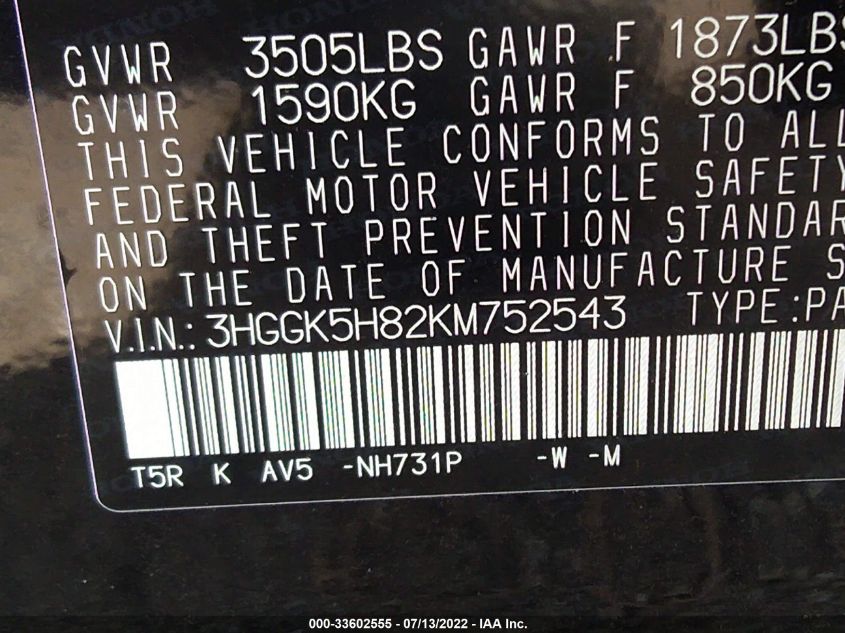 GVWR 3505LBS GAWR F 1873LBS
GVWR 1590KG GAWR F 850KG
THIS VEHICLE CONFORMS TO ALL
FEDERAL MOTOR VEHICLE SAFETY
AND THEFT PREVENTION STANDAR
ON THE DATE OF MANUFACTURE S
V.I.N.: 3HGGK5H82KM752543 TYPE:PA
T5R K AV5 -NH731P -W -M
000-33602555 - 07/13/2022 - IAA Inc.